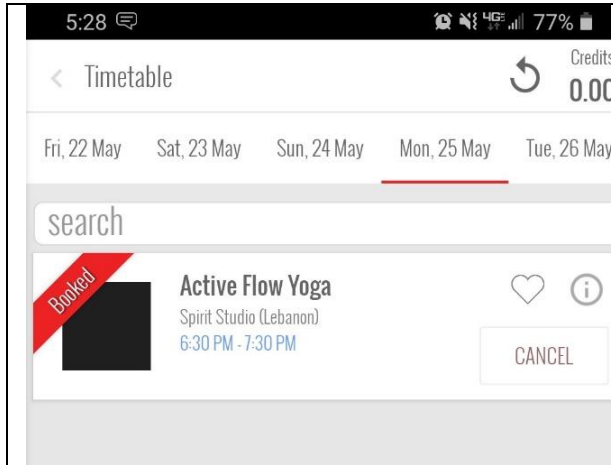 5:28 4GE 77%
Timetable Credits
0.00
Fri, 22 May Sat, 23 May Sun, 24 May Mon, 25 May Tue, 26 May
search
Booked
Active Flow Yoga
Spirit Studio (Lebanon)
6:30 PM - 7:30 PM
CANCEL